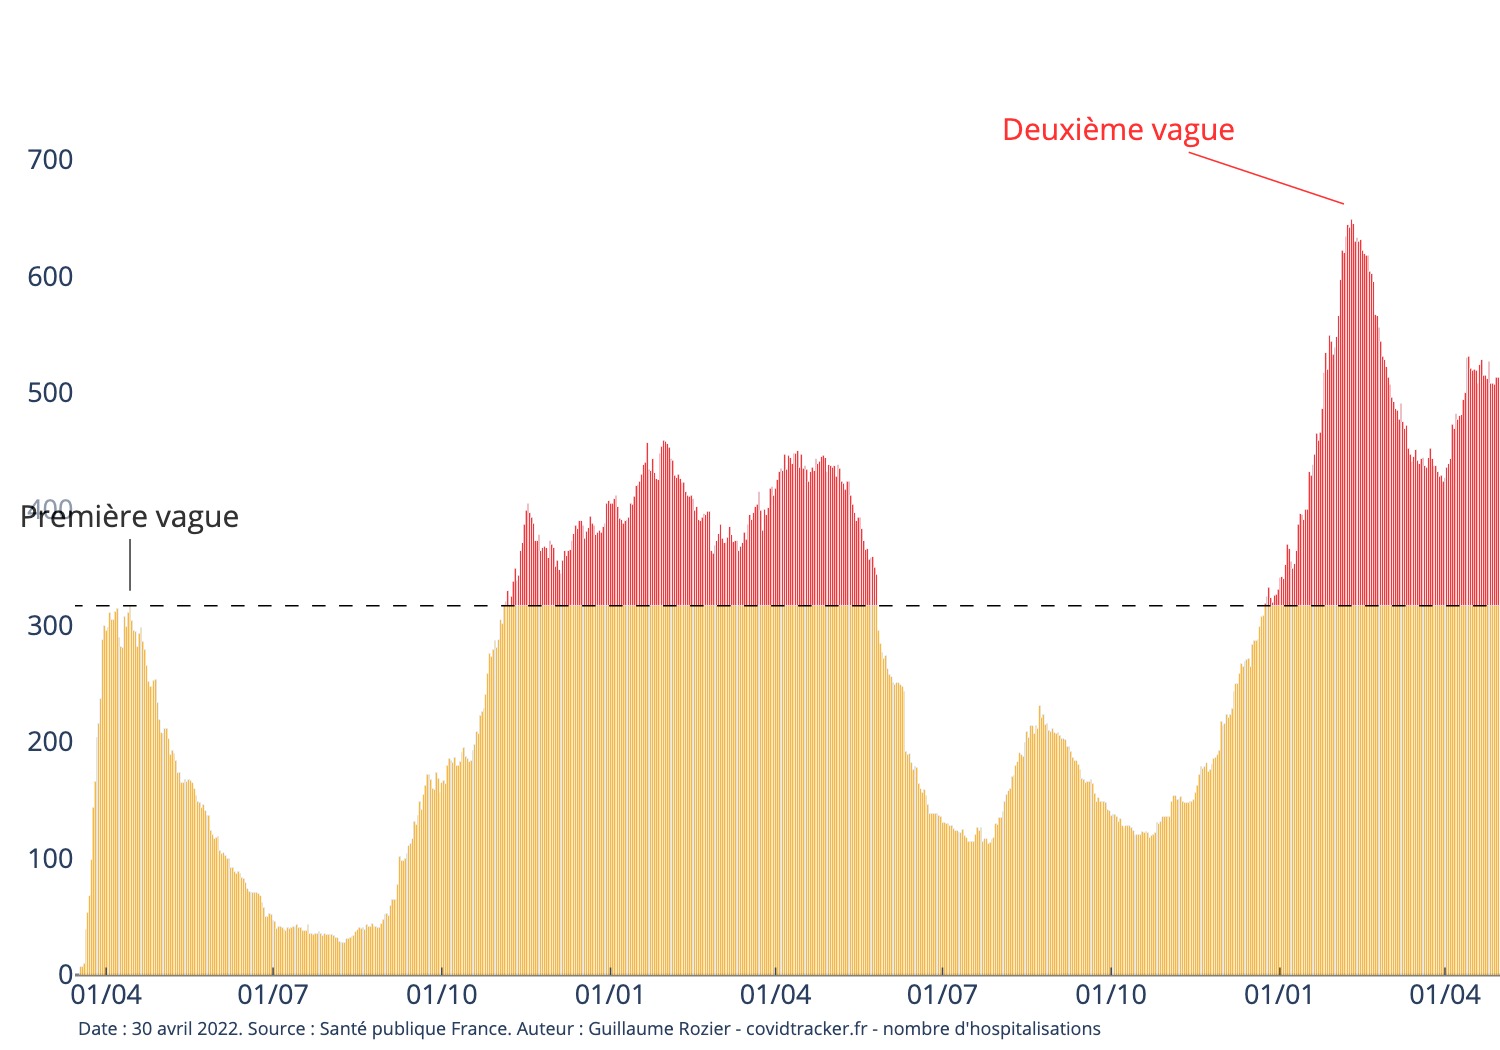 Deuxième vague
700
600
500
400
Première vague
300
200
100
0
01/04 01/07 01/10 01/01 01/04 01/07 01/10 01/01 01/04
Date : 30 avril 2022. Source : Santé publique France. Auteur : Guillaume Rozier - covidtracker.fr - nombre d'hospitalisations